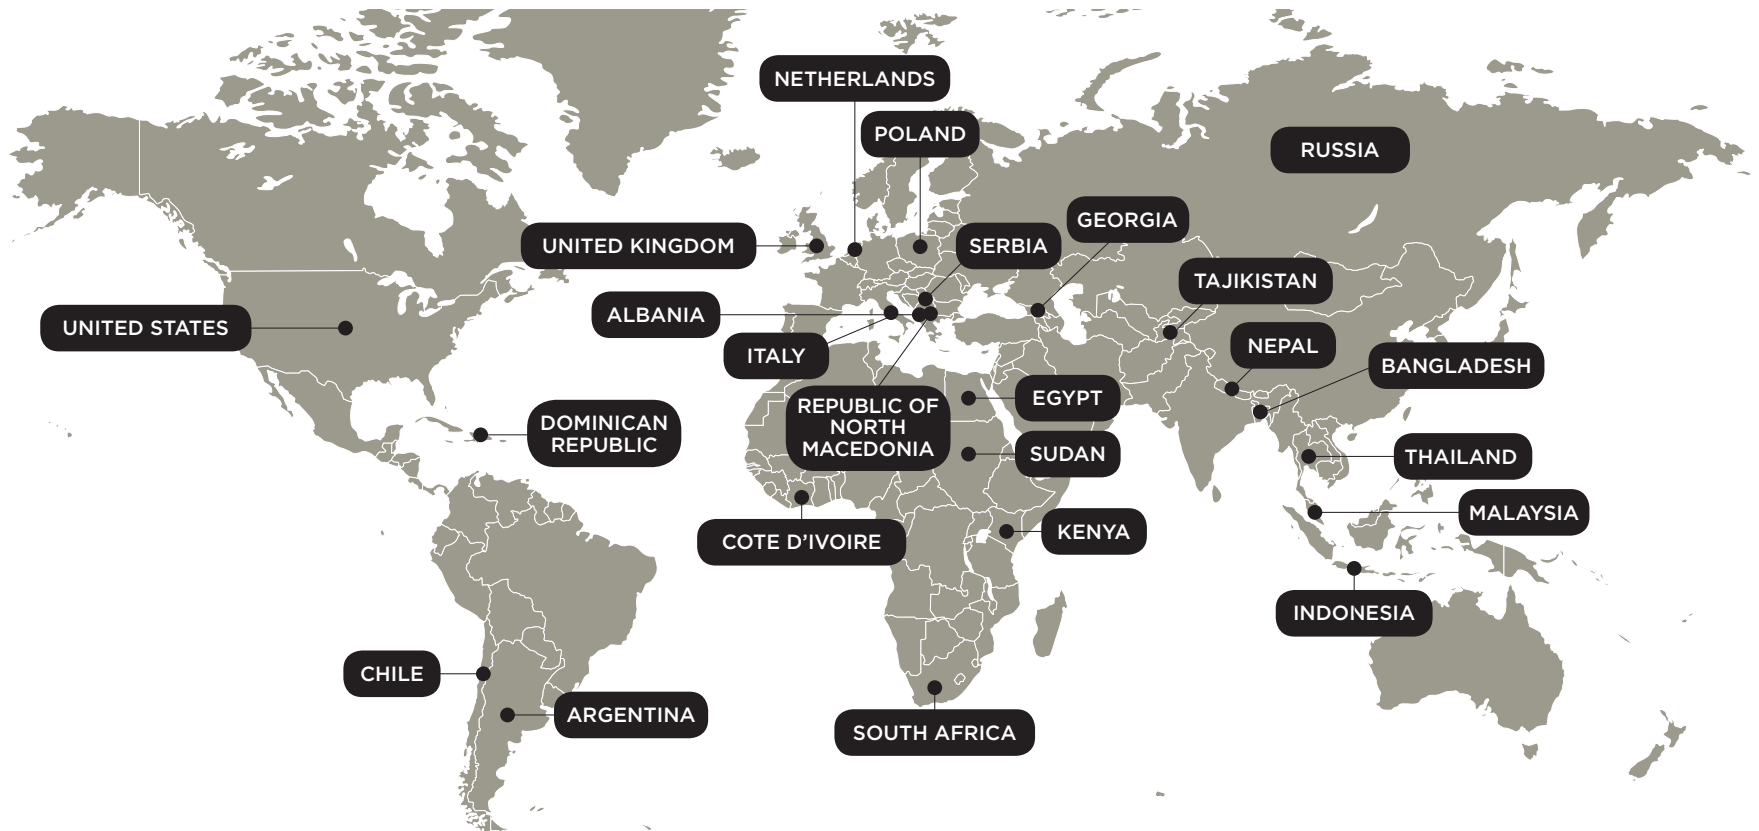 NETHERLANDS
POLAND
RUSSIA
GEORGIA
UNITED KINGDOM
SERBIA
TAJIKISTAN
ALBANIA
UNITED STATES
NEPAL
ITALY
BANGLADESH
EGYPT
REPUBLIC OF
NORTH
MACEDONIA
DOMINICAN
REPUBLIC
SUDAN
THAILAND
MALAYSIA
KENYA
COTE D’IVOIRE
INDONESIA
CHILE
ARGENTINA
SOUTH AFRICA